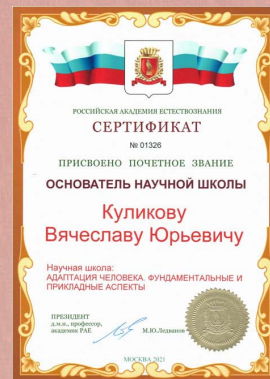 РОССИЙСКАЯ АКАДЕМИЯ ЕСТЕСТВОЗНАНИЯ
СЕРТИФИКАТ
№ 01326
ПРИСВОЕНО ПОЧЕТНОЕ ЗВАНИЕ
ОСНОВАТЕЛЬ НАУЧНОЙ ШКОЛЫ
Куликову
Вячеславу Юрьевичу
Научная школа:
АДАПТАЦИЯ ЧЕЛОВЕКА. ФУНДАМЕНТАЛЬНЫЕ И
ПРИКЛАДНЫЕ АСПЕКТЫ
ПРЕЗИДЕНТ
д.м.н., профессор,
академик РАЕ М.Ю.Ледванов
МОСКВА 2021